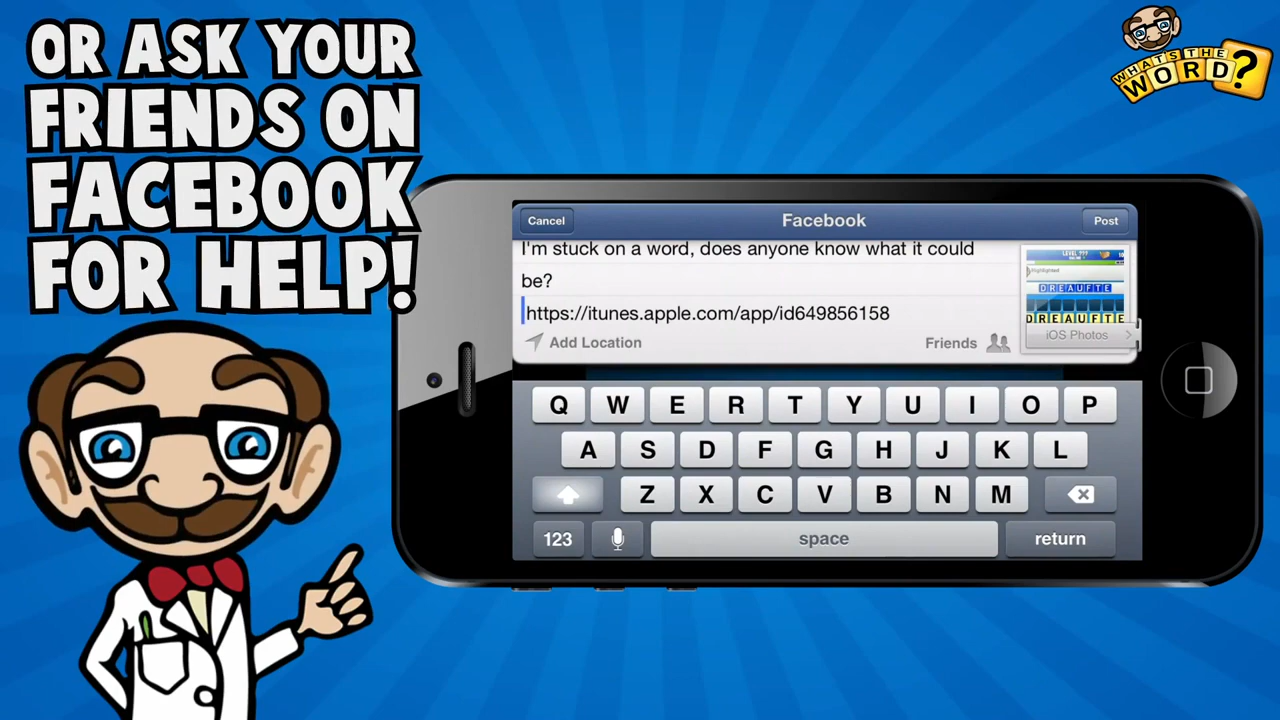 OR ASK YOUR
FRIENDS ON
FACEBOOK
FOR HELP!
WHAT'S THE
WORD?
Cancel
Facebook
Post
I'm stuck on a word, does anyone know what it could
be?
https://itunes.apple.com/app/id649856158
Add Location
Friends
LEVEL ???
DREAUFTE
DREAUFTE
iOS Photos
Q W E R T Y U I O P
A S D F G H J K L
Z X C V B N M
123
space
return